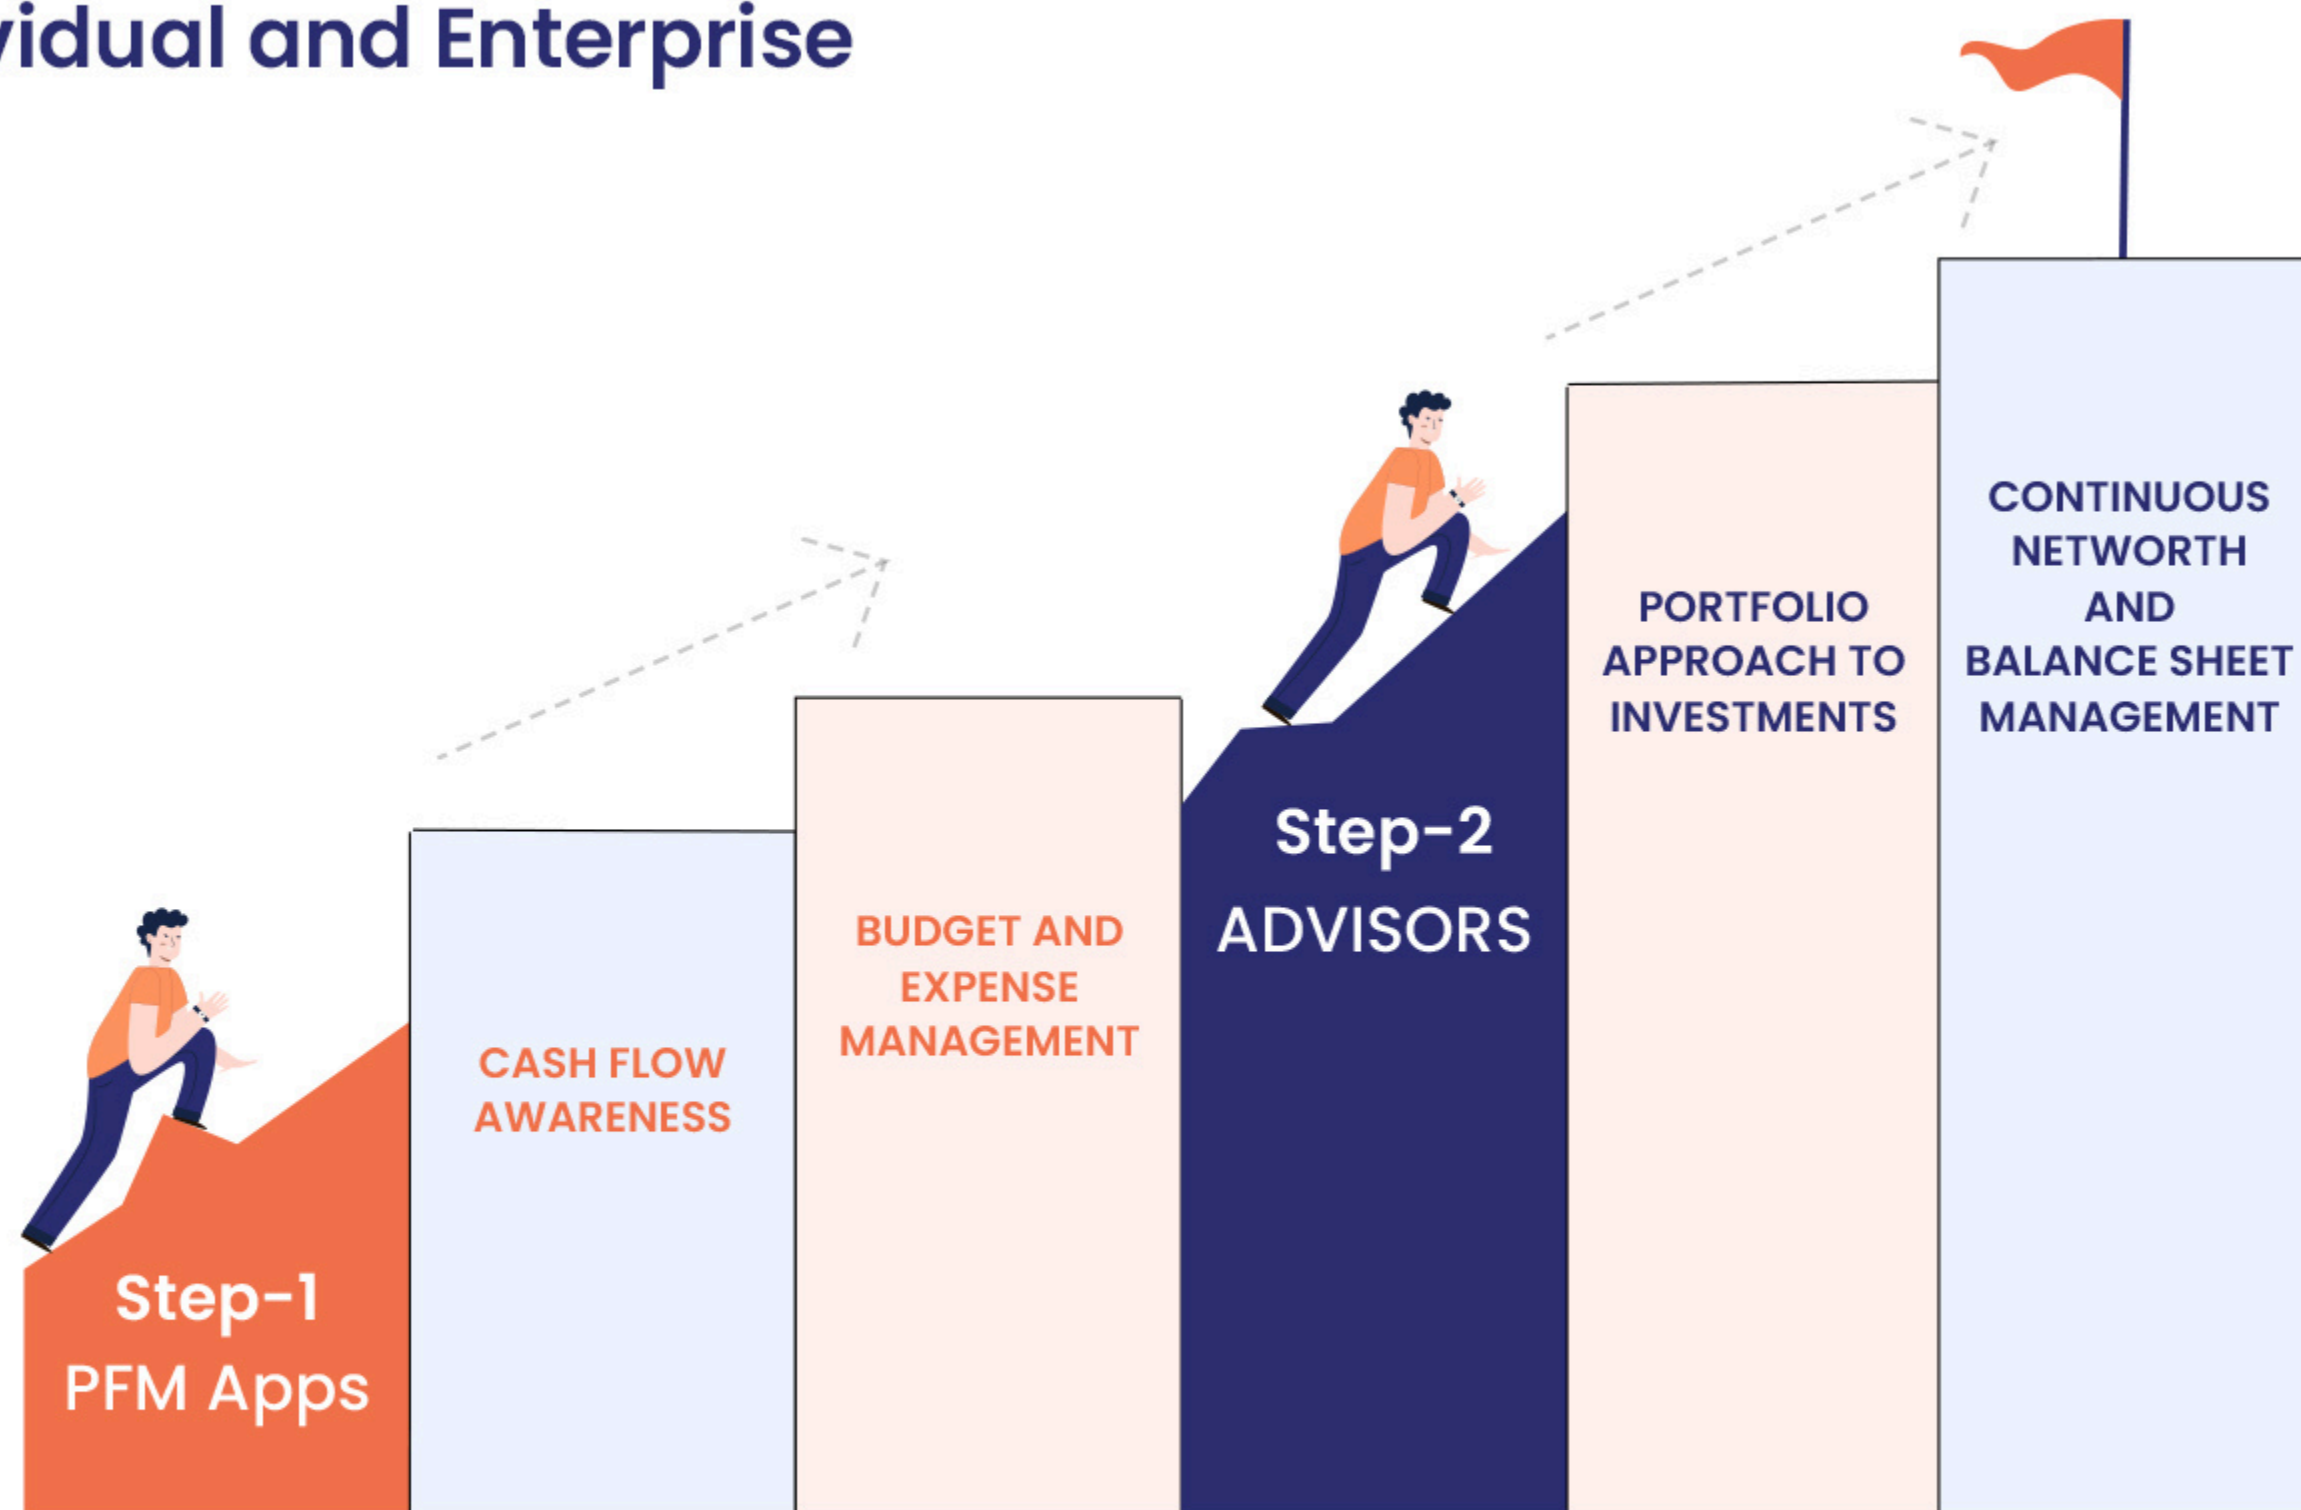 vidual and Enterprise
Step-1
PFM Apps
CASH FLOW
AWARENESS
BUDGET AND
EXPENSE
MANAGEMENT
Step-2
ADVISORS
PORTFOLIO
APPROACH TO
INVESTMENTS
CONTINUOUS
NETWORTH
AND
BALANCE SHEET
MANAGEMENT